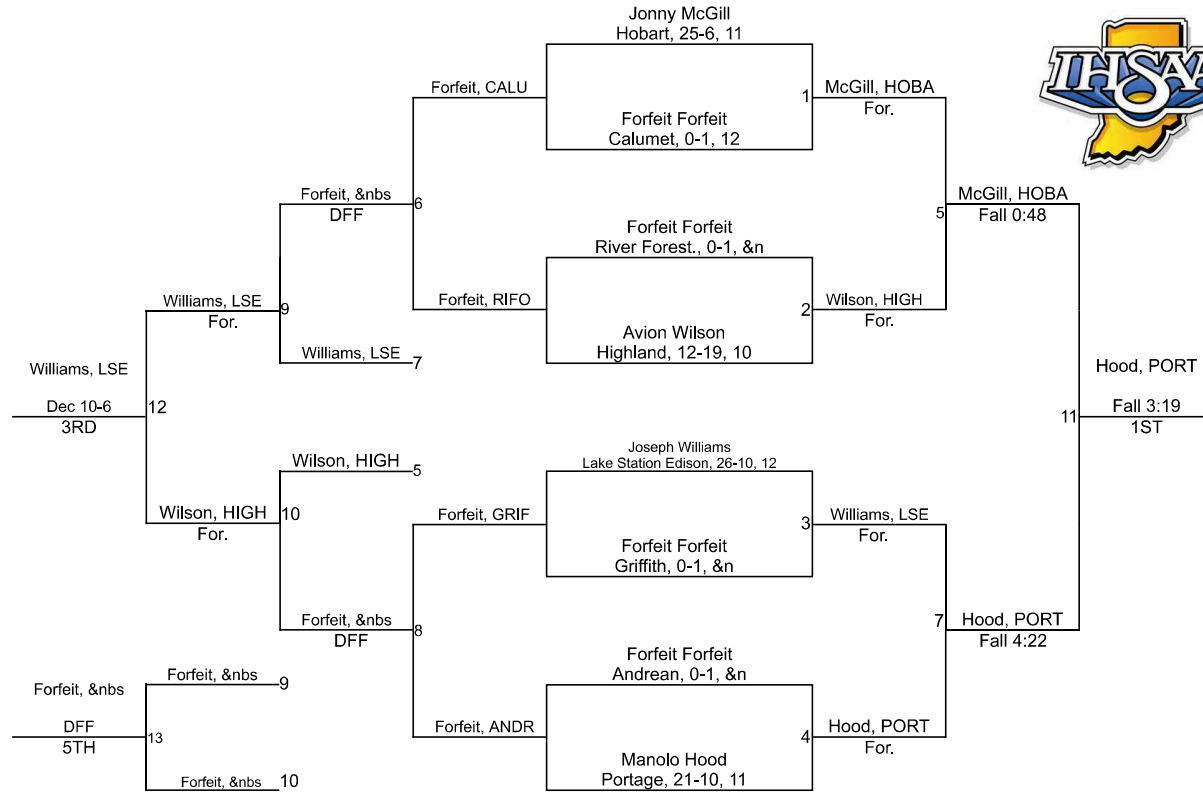 Jonny McGill
Hobart, 25-6, 11
IHSAA
Forfeit, CALU
1
McGill, HOBA
For.
Forfeit Forfeit
Calumet, 0-1, 12
Forfeit, &nbs
DFF
6
McGill, HOBA
Fall 0:48
5
Forfeit Forfeit
River Forest., 0-1, &n
Williams, LSE
For.
9
Forfeit, RIFO
2
Wilson, HIGH
For.
Avion Wilson
Highland, 12-19, 10
Williams, LSE
7
Williams, LSE
Dec 10-6
3RD
12
Hood, PORT
Fall 3:19
1ST
11
Joseph Williams
Lake Station Edison, 26-10, 12
Wilson, HIGH
5
Wilson, HIGH
For.
10
Forfeit, GRIF
3
Williams, LSE
For.
Forfeit Forfeit
Griffith, 0-1, &n
Forfeit, &nbs
DFF
8
7
Hood, PORT
Fall 4:22
Forfeit Forfeit
Andrean, 0-1, &n
Forfeit, &nbs
9
Forfeit, &nbs
DFF
5TH
13
Forfeit, ANDR
4
Hood, PORT
For.
Manolo Hood
Portage, 21-10, 11
Forfeit, &nbs
10